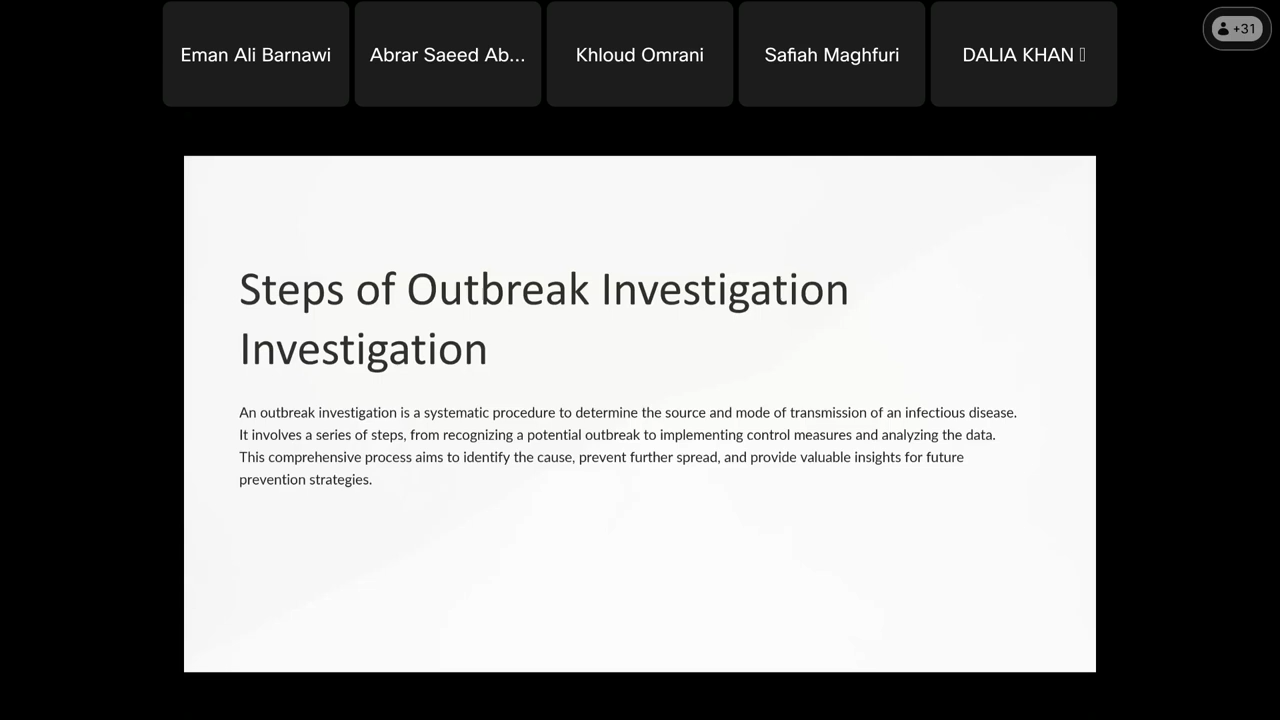 Eman Ali Barnawi
Abrar Saeed Ab...
Khloud Omrani
Safiah Maghfuri
DALIA KHAN
+31
Steps of Outbreak Investigation
Investigation
An outbreak investigation is a systematic procedure to determine the source and mode of transmission of an infectious disease.
It involves a series of steps, from recognizing a potential outbreak to implementing control measures and analyzing the data.
This comprehensive process aims to identify the cause, prevent further spread, and provide valuable insights for future
prevention strategies.